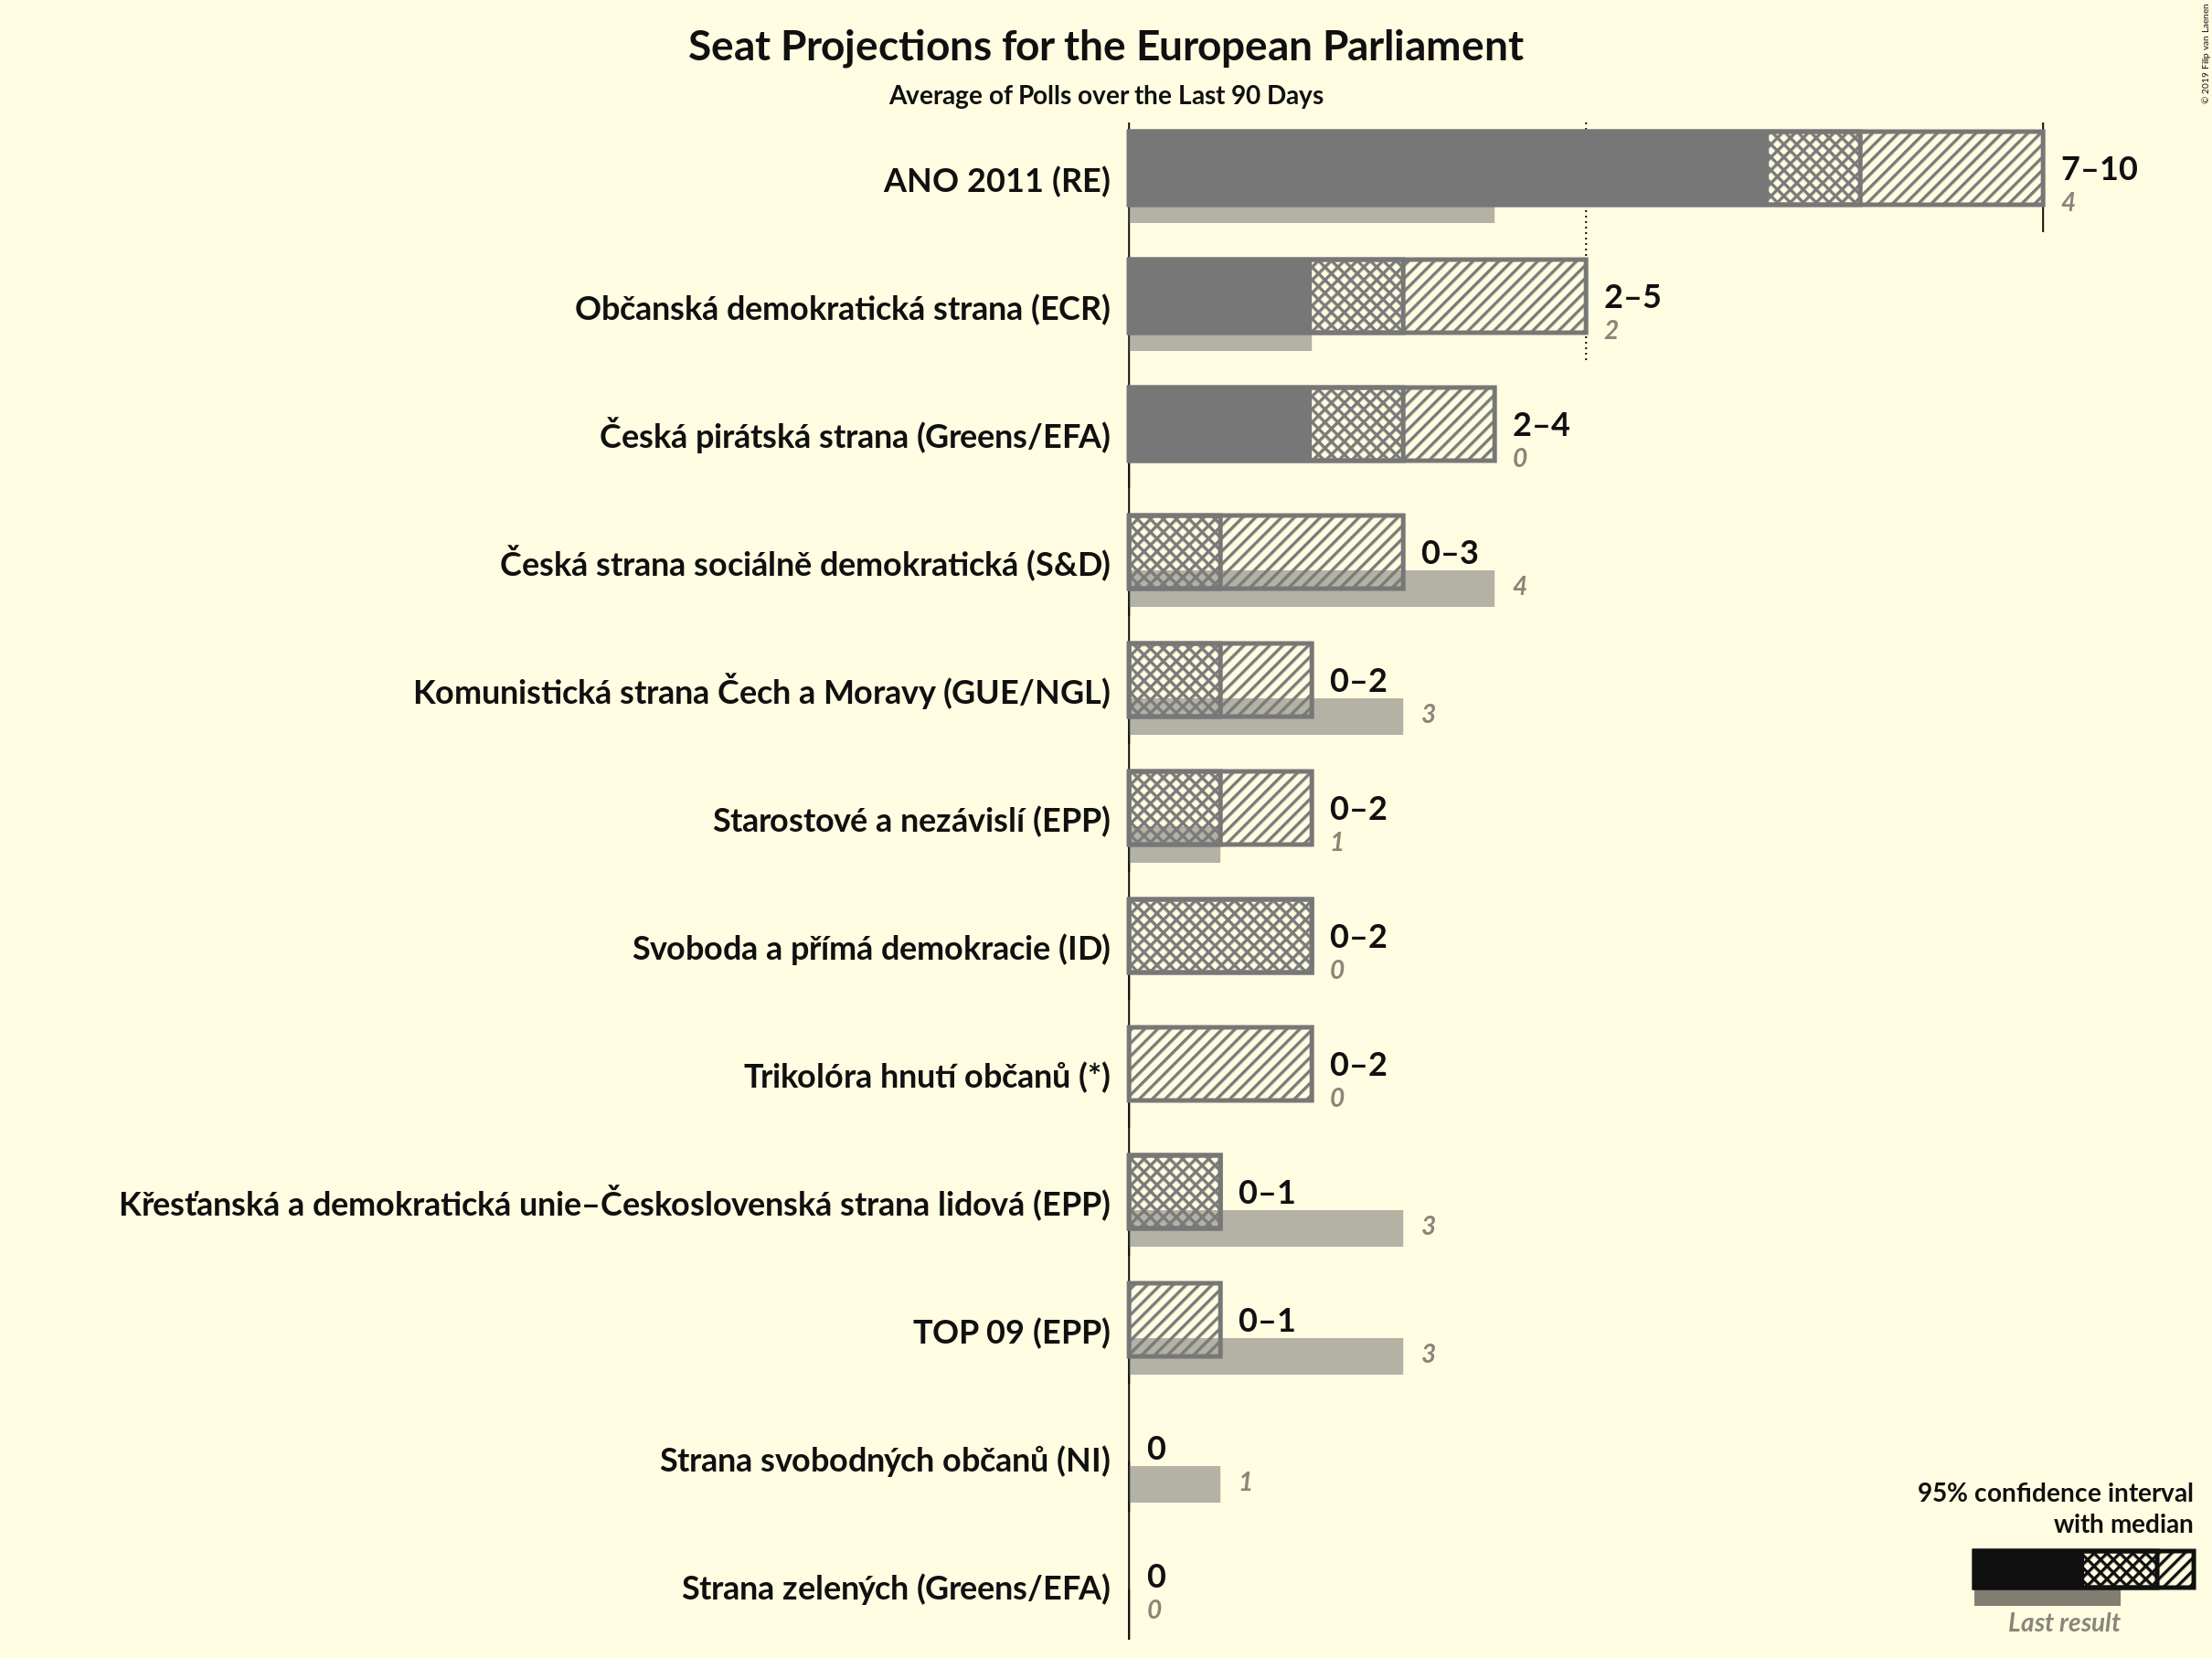 Seat Projections for the European Parliament
Average of Polls over the Last 90 Days
© 2019 Filip van Laenen
ANO 2011 (RE)
7–10
4
Občanská demokratická strana (ECR)
2–5
2
Česká pirátská strana (Greens/EFA)
2–4
0
Česká strana sociálně demokratická (S&D)
0–3
4
Komunistická strana Čech a Moravy (GUE/NGL)
0–2
3
Starostové a nezávislí (EPP)
0–2
1
Svoboda a přímá demokracie (ID)
0–2
0
Trikolóra hnutí občanů (*)
0–2
0
Křesťanská a demokratická unie–Československá strana lidová (EPP)
0–1
3
TOP 09 (EPP)
0–1
3
Strana svobodných občanů (NI)
0
1
Strana zelených (Greens/EFA)
0
0
95% confidence interval
with median
Last result